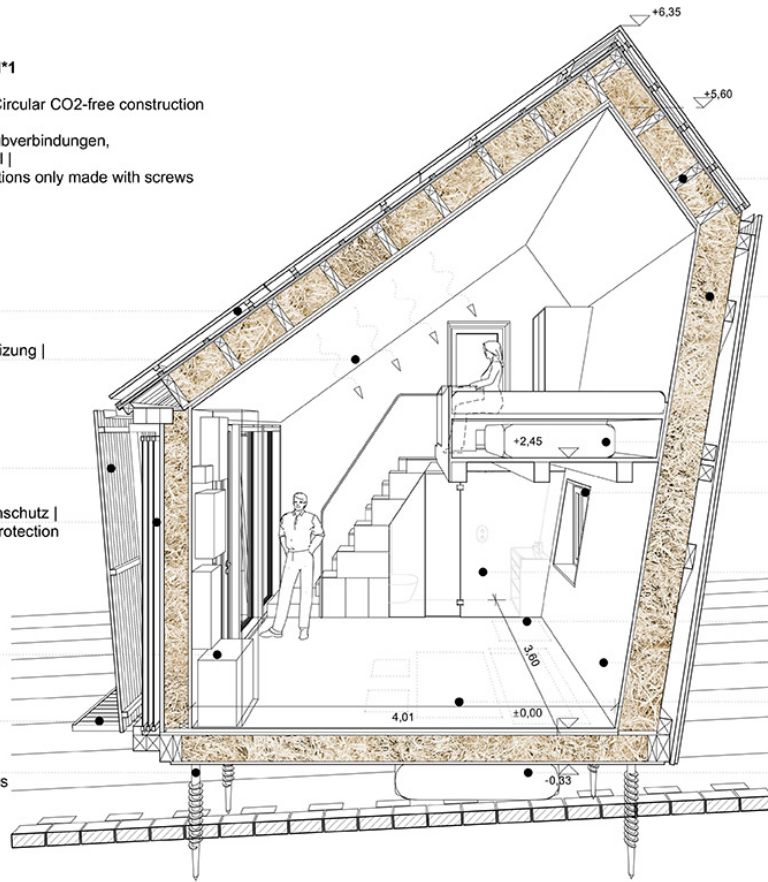 +6,35
*1
+5,60
Circular CO2-free construction
bverbindungen,
l |
tions only made with screws
izung |
+2,45
nschutz |
rotection
3,60
4,01
±0,00
-0,33
s